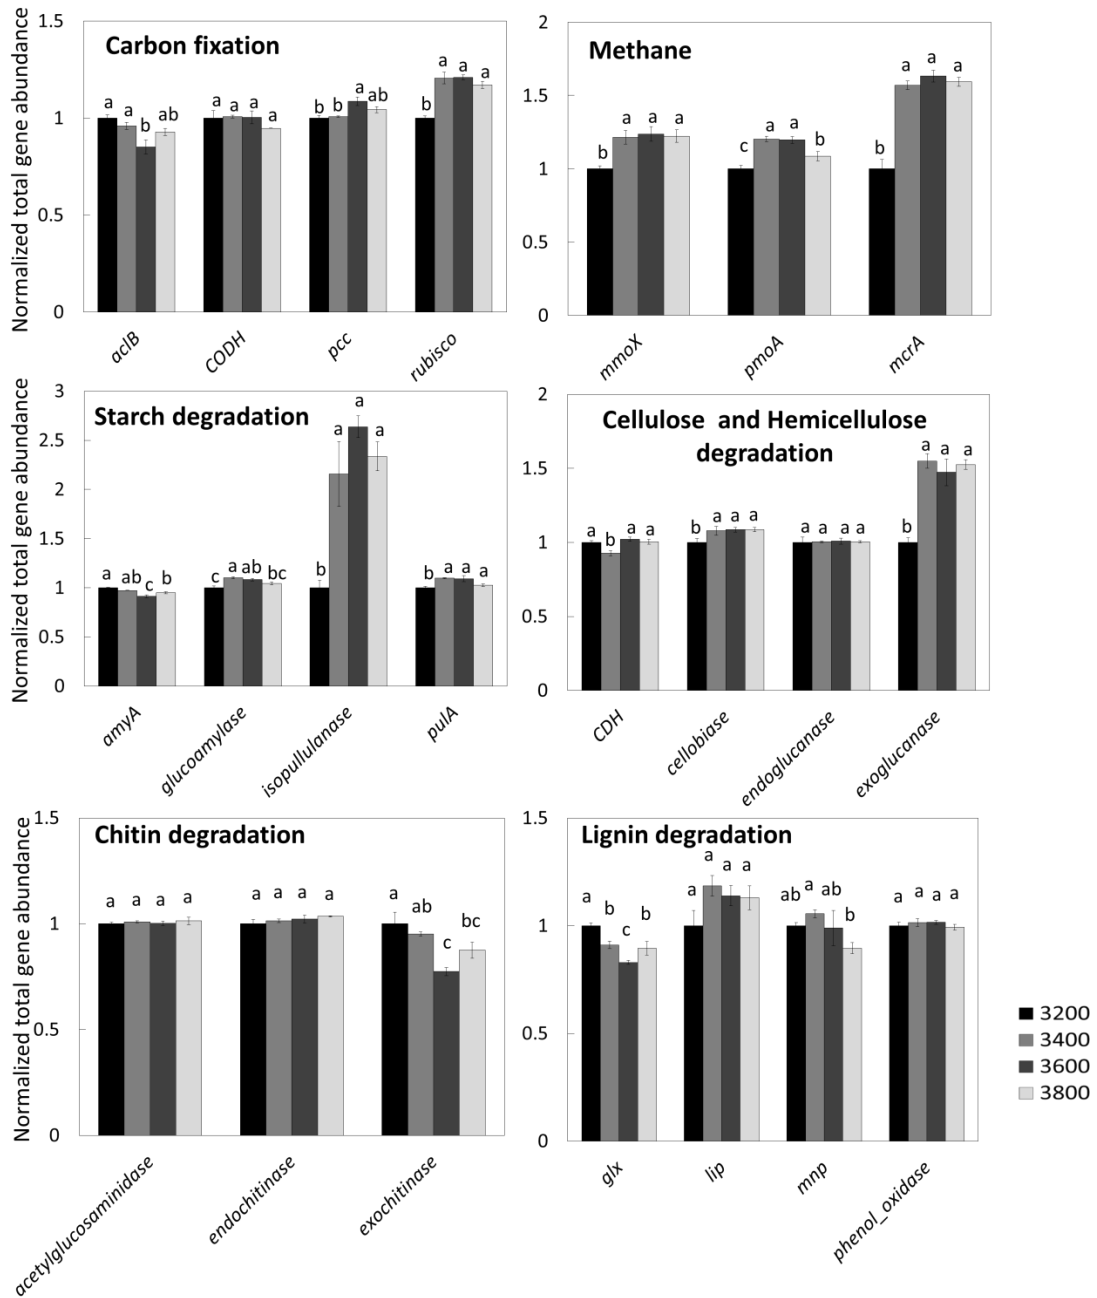 Carbon fixation
Normalized total gene abundance
1.5
1
0.5
0
a a b ab
a a a a
b b a ab
b a a a
aclB CODH pcc rubisco
Methane
2
1.5
1
0.5
0
b a a a
c a a b
b a a a
mmoX pmoA mcrA
Starch degradation
Normalized total gene abundance
3
2.5
2
1.5
1
0.5
0
a ab c b
c a ab bc
b a a a
b a a a
amyA glucoamylase isopullulanase pulA
Cellulose and Hemicellulose
degradation
2
1.5
1
0.5
0
a b a a
b a a a
a a a a
b a a a
CDH cellobiase endoglucanase exoglucanase
Chitin degradation
Normalized total gene abundance
1.5
1
0.5
0
a a a a
a a a a
a ab c bc
acetylglucosaminidase endochitinase exochitinase
Lignin degradation
1.5
1
0.5
0
a b c b
a a a a
ab a ab b
a a a a
glx lip mnp phenol_oxidase
3200
3400
3600
3800